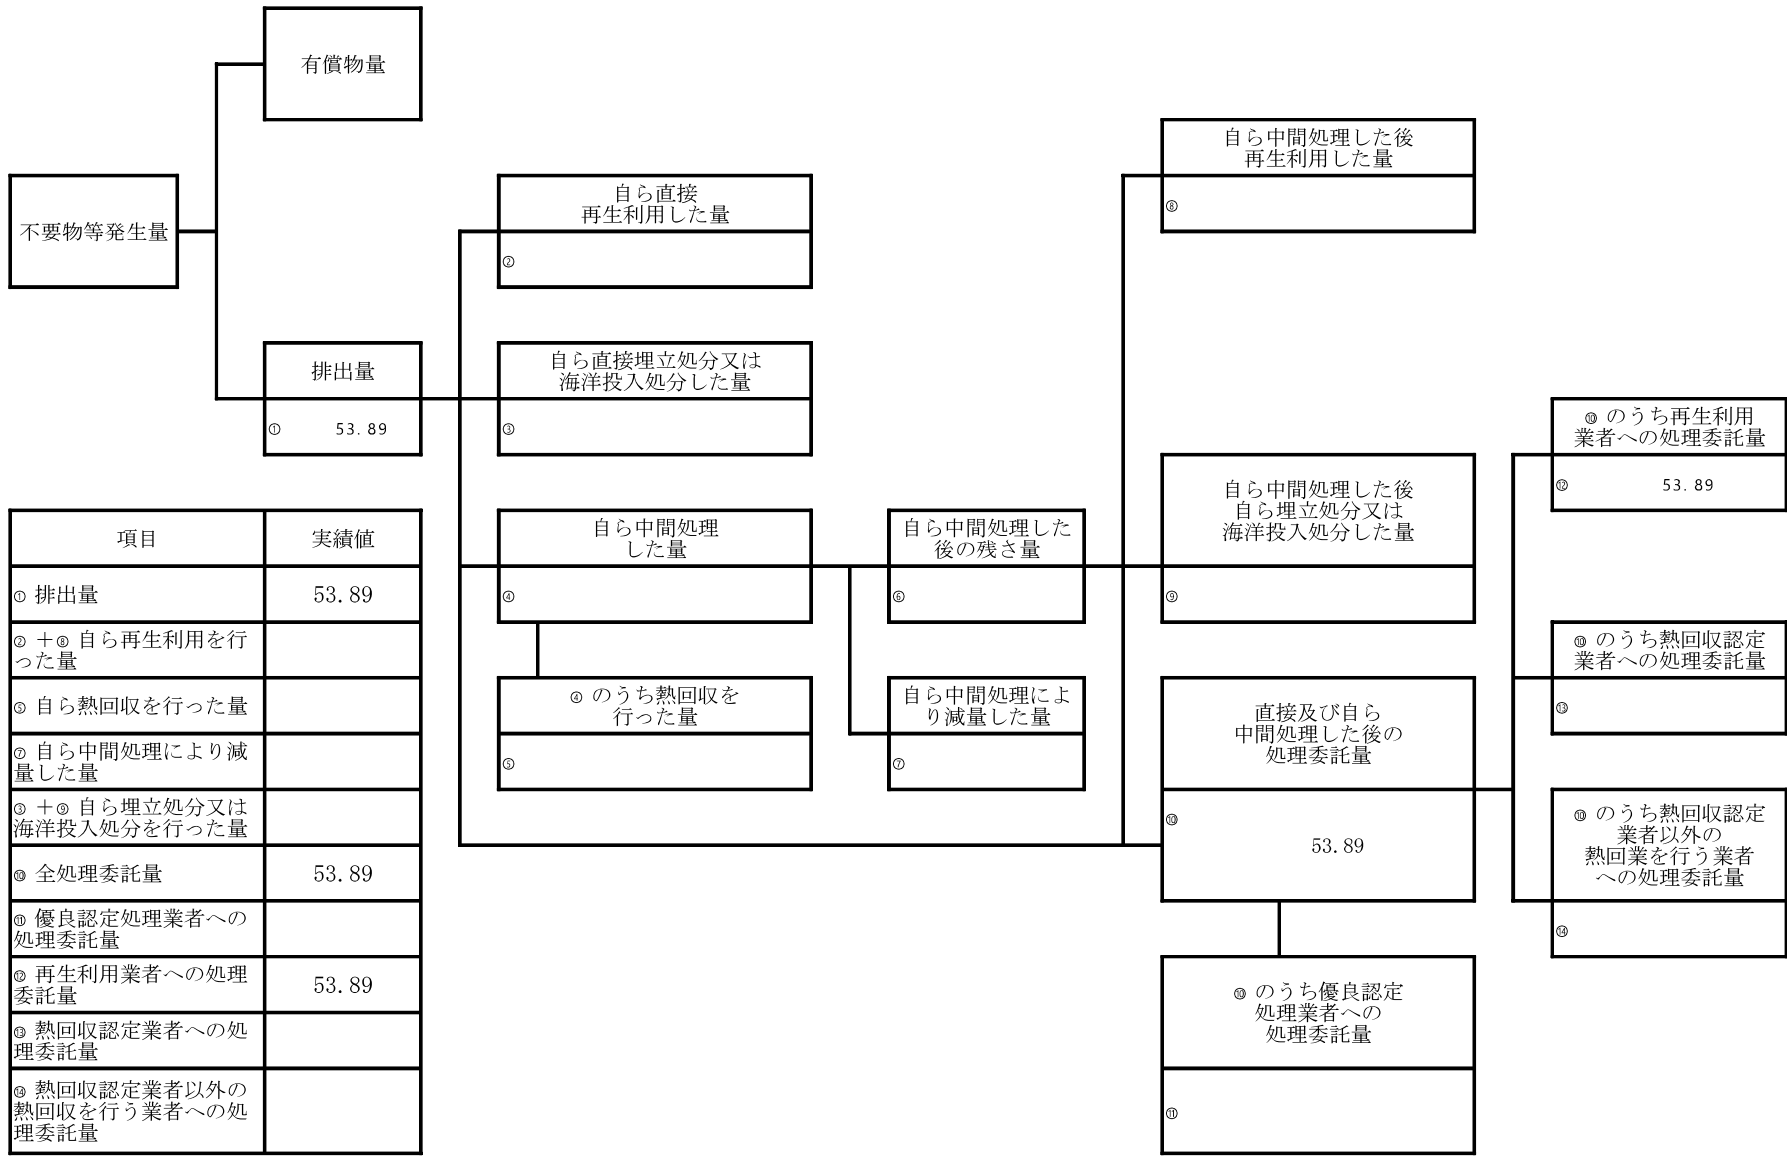 有償物量
不要物等発生量
排出量
① 53.89
自ら直接
再生利用した量
②
自ら直接埋立処分又は
海洋投入処分した量
③
自ら中間処理
した量
④
④ のうち熱回収を
行った量
⑤
自ら中間処理した
後の残さ量
⑥
自ら中間処理によ
り減量した量
⑦
自ら中間処理した後
再生利用した量
⑧
自ら中間処理した後
自ら埋立処分又は
海洋投入処分した量
⑨
直接及び自ら
中間処理した後の
処理委託量
⑩
53.89
⑩ のうち優良認定
処理業者への
処理委託量
⑪
⑩ のうち再生利用
業者への処理委託量
⑫ 53.89
⑩ のうち熱回収認定
業者への処理委託量
⑬
⑩ のうち熱回収認定
業者以外の
熱回業を行う業者
への処理委託量
⑭
項目 実績値
① 排出量 53.89
② +⑧ 自ら再生利用を行
った量
⑤ 自ら熱回収を行った量
⑦ 自ら中間処理により減
量した量
③ +⑨ 自ら埋立処分又は
海洋投入処分を行った量
⑩ 全処理委託量 53.89
⑪ 優良認定処理業者への
処理委託量
⑫ 再生利用業者への処理
委託量 53.89
⑬ 熱回収認定業者への処
理委託量
⑭ 熱回収認定業者以外の
熱回収を行う業者への処
理委託量